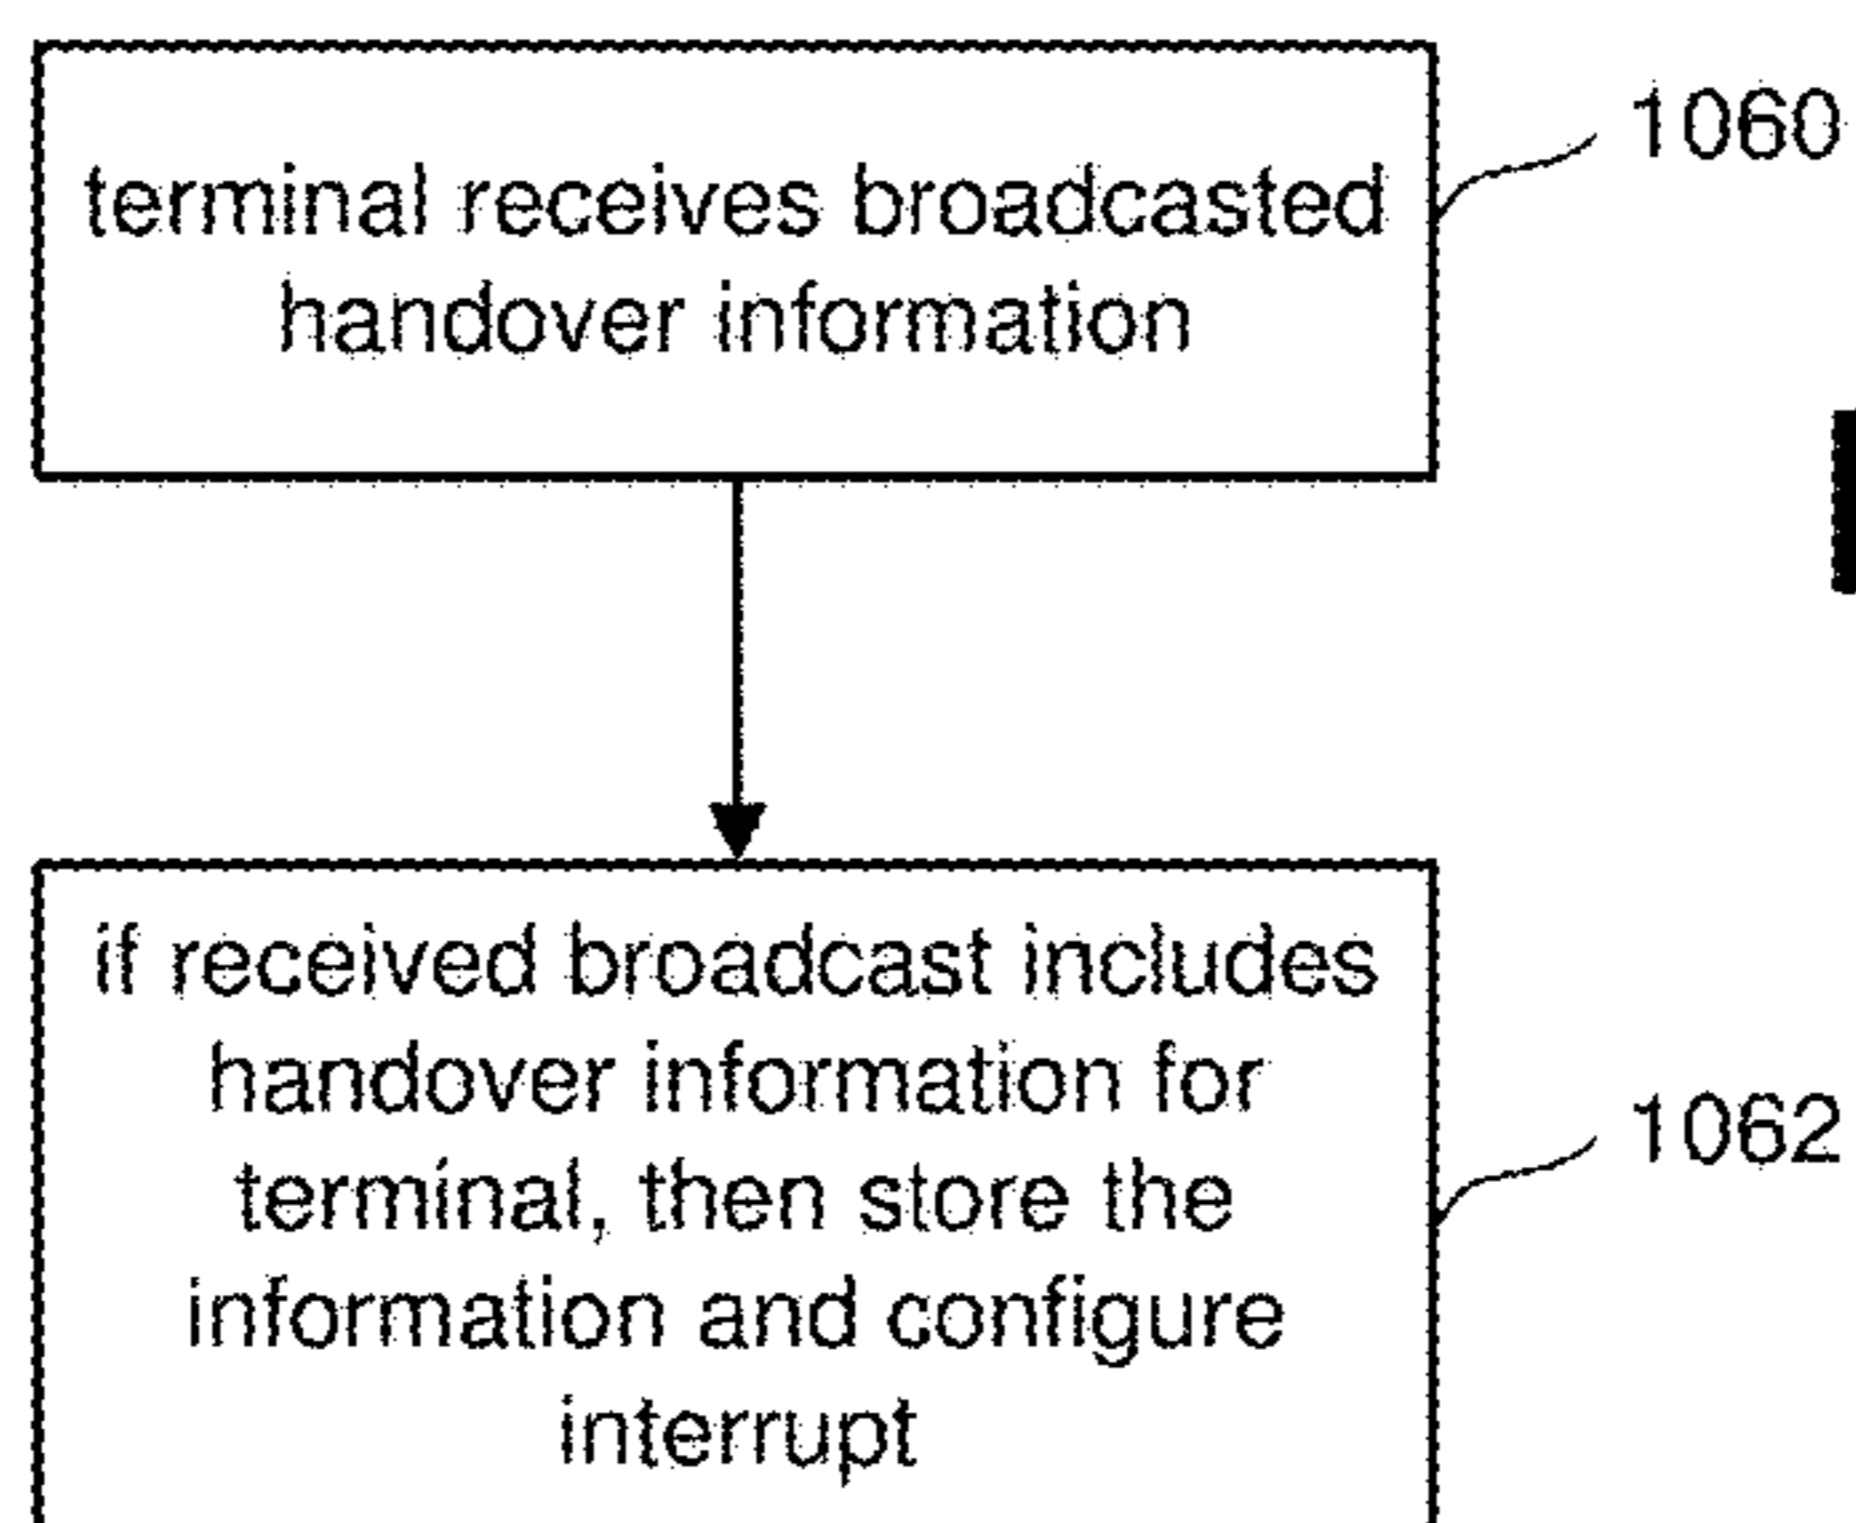 terminal receives broadcasted
handover information
1060
if received broadcast includes
handover information for
terminal, then store the
information and configure
interrupt
1062